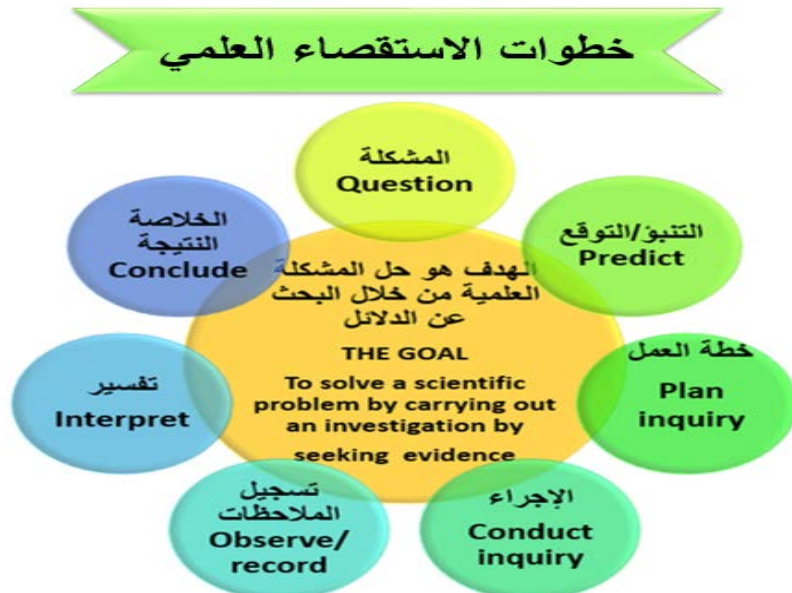 خطوات الاستقصاء العلمي
المشكلة
Question
التنبؤ/التوقع
Predict
خطة العمل
Plan
inquiry
الإجراء
Conduct
inquiry
تسجيل
الملاحظات
Observe/
record
تفسير
Interpret
الخلاصة
النتيجة
Conclude
الهدف هو حل المشكلة
العلمية من خلال البحث
عن الدلائل
THE GOAL
To solve a scientific
problem by carrying out
an investigation by
seeking evidence